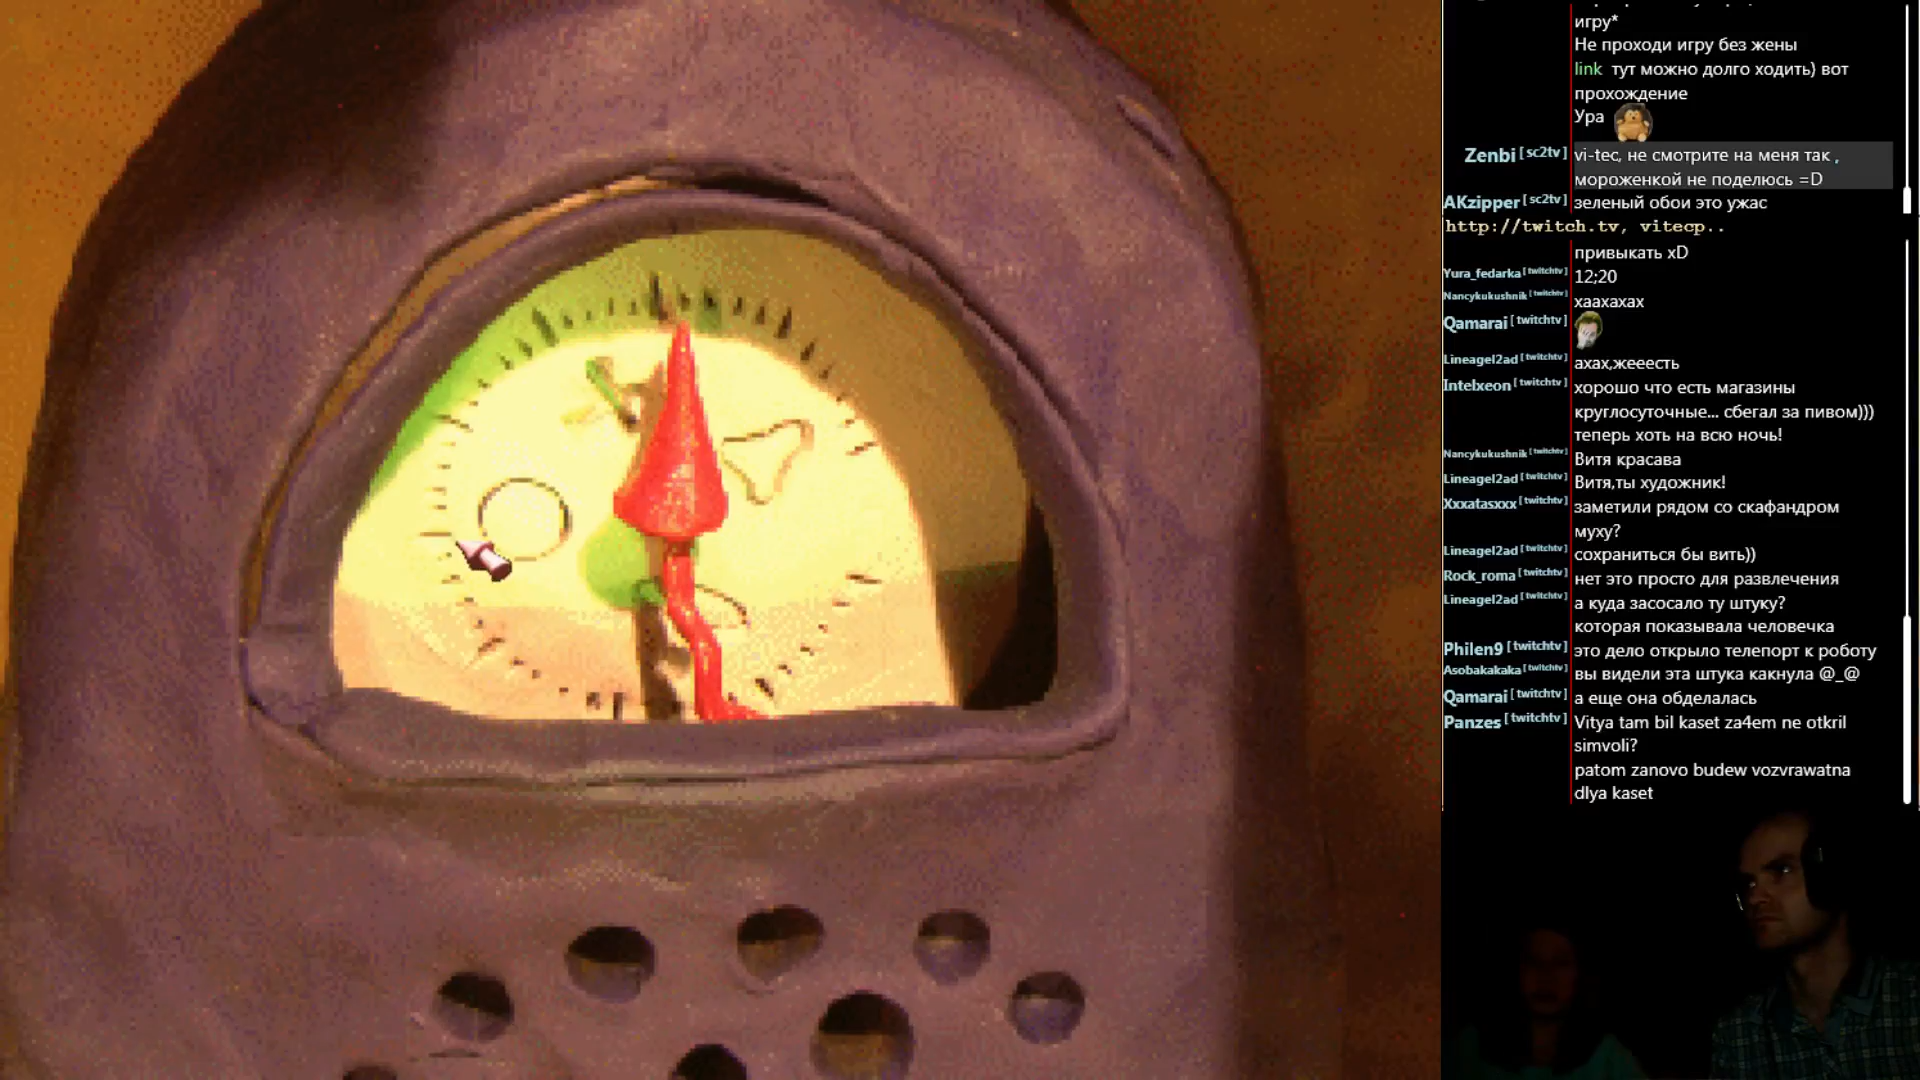 игру*
Не проходи игру без жены
link тут можно долго ходить) вот
прохождение
Ура
Zenbi [sc2tv] vi-tec, не смотрите на меня так ,
мороженкой не поделюсь =D
AKzipper [sc2tv] зеленый обои это ужас
http://twitch.tv, vitecp..
привыкать xD
Yura_fedarka [twitchtv] 12;20
Nancykukushnik [twitchtv] хаахахах
Qamarai [twitchtv]
Lineagel2ad [twitchtv] ахах,жееесть
Intelxeon [twitchtv] хорошо что есть магазины
круглосуточные... сбегал за пивом)))
теперь хоть на всю ночь!
Nancykukushnik [twitchtv] Витя красава
Lineagel2ad [twitchtv] Витя,ты художник!
Xxxatasxxx [twitchtv] заметили рядом со скафандром
муху?
Lineagel2ad [twitchtv] сохраниться бы вить))
Rock_roma [twitchtv] нет это просто для развлечения
Lineagel2ad [twitchtv] а куда засосало ту штуку?
которая показывала человечка
Philen9 [twitchtv] это дело открыло телепорт к роботу
Asobakakaka [twitchtv] вы видели эта штука какнула @_@
Qamarai [twitchtv] а еще она обделалась
Panzes [twitchtv] Vitya tam bil kaset za4em ne otkril
simvoli?
patom zanovo budew vozvrawatna
dlya kaset